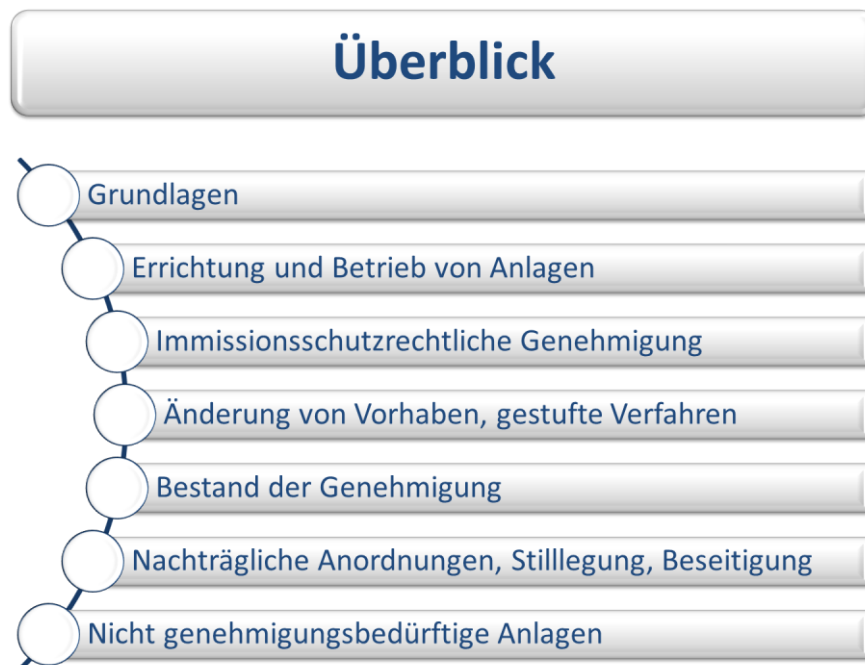 Überblick
Grundlagen
Errichtung und Betrieb von Anlagen
Immissionsschutzrechtliche Genehmigung
Änderung von Vorhaben, gestufte Verfahren
Bestand der Genehmigung
Nachträgliche Anordnungen, Stilllegung, Beseitigung
Nicht genehmigungsbedürftige Anlagen